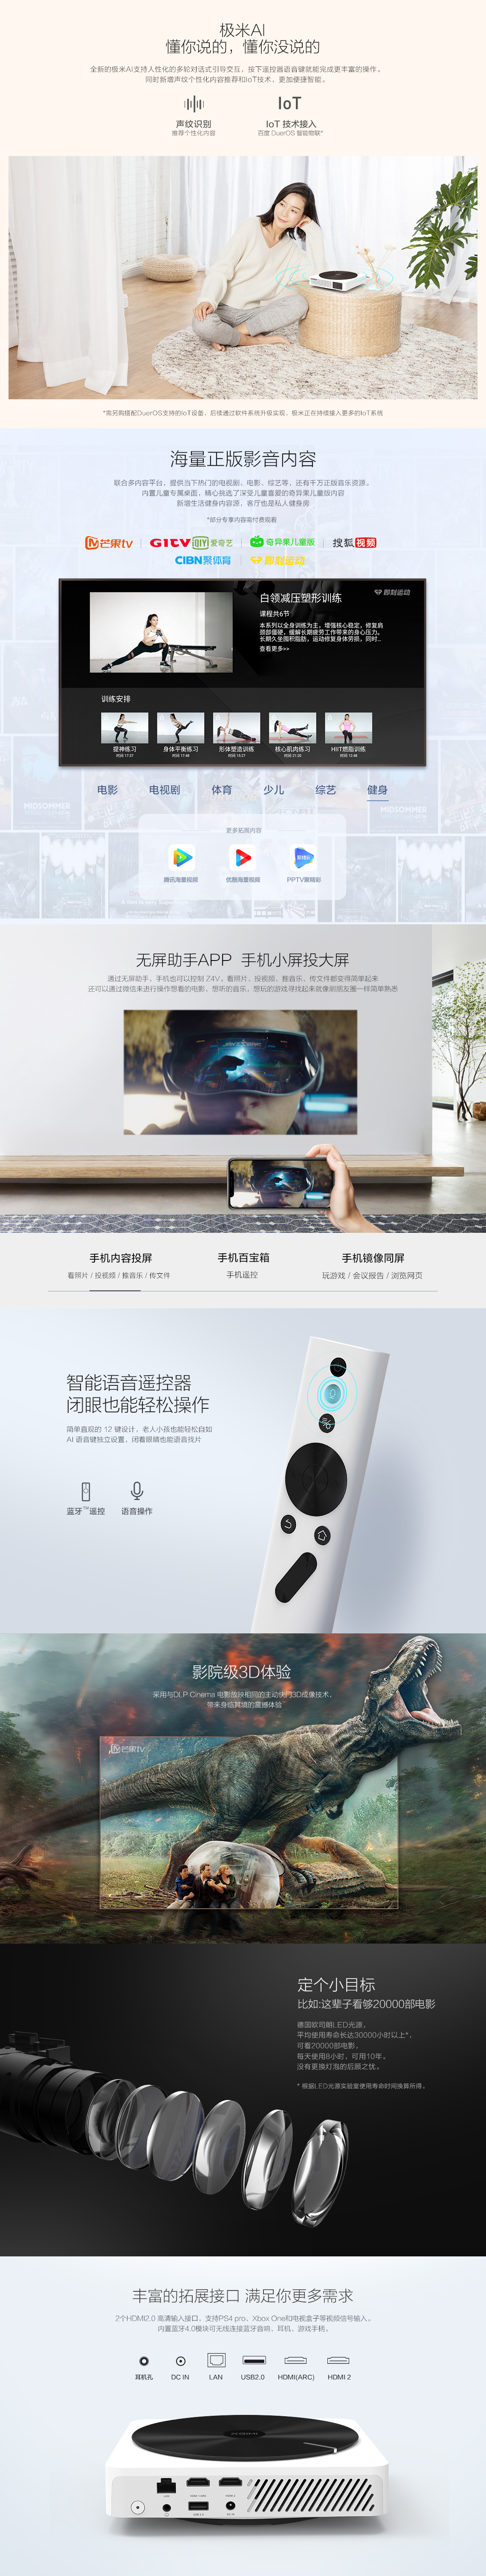 极米AI
懂你说的，懂你没说的
全新的极米AI支持人性化的多轮对话式引导交互，按下遥控器语音键就能完成更丰富的操作。
同时新增声纹个性化内容推荐和IoT技术，更加便捷智能。
IoT
声纹识别
推荐个性化内容
IoT 技术接入
百度 DuerOS 智能物联*
*需另购搭配DuerOS支持的IoT设备，后续通过软件系统升级实现，极米正在持续接入更多的IoT系统
海量正版影音内容
联合多内容平台，提供当下热门的电视剧、电影、综艺等，还有千万正版音乐资源。
内置儿童专属桌面，精心挑选了深受儿童喜爱的奇异果儿童版内容
新增生活健身内容源，客厅也是私人健身房
*部分专享内容需付费观看
芒果tv
GITV
QIY
爱奇艺
奇异果儿童版
搜狐视频
CIBN聚体育
即刻运动
即刻运动
白领减压塑形训练
课程共6节
本系列以全身训练为主，增强核心稳定，修复肩
颈部僵硬，缓解长期疲劳工作带来的身心压力。
长期久坐囤积脂肪，运动修复身体劳损，同时...
查看更多>>
训练安排
提神练习
身体平衡练习
形体塑造训练
核心肌肉练习
HIIT燃脂训练
电影
电视剧
体育
少儿
综艺
健身
MIDSOMMER
更多拓展内容
聚精彩
腾讯海量视频
优酷海量视频
PPTV聚精彩
无屏助手APP 手机小屏投大屏
通过无屏助手，手机也可以控制 Z4V，看照片、投视频、推音乐、传文件都变得简单起来
还可以通过微信来进行操作想看的电影，想听的音乐，想玩的游戏寻找起来就像刷朋友圈一样简单熟悉
手机内容投屏
看照片 / 投视频 / 推音乐 / 传文件
手机百宝箱
手机遥控
手机镜像同屏
玩游戏 / 会议报告 / 浏览网页
智能语音遥控器
闭眼也能轻松操作
简单直观的 12 键设计，老人小孩也能轻松自如
AI 语音键独立设置，闭着眼睛也能语音找片
蓝牙™遥控
语音操作
影院级3D体验
采用与DLP Cinema 电影放映相同的主动快门3D成像技术，
带来身临其境的震撼体验
芒果tv
定个小目标
比如:这辈子看够20000部电影
德国欧司朗LED光源，
平均使用寿命长达30000小时以上*，
可看20000部电影，
每天使用8小时，可用10年。
没有更换灯泡的后顾之忧。
* 根据LED光源实验室使用寿命时间换算所得。
丰富的拓展接口 满足你更多需求
2个HDMI2.0 高清输入接口，支持PS4 pro、Xbox One和电视盒子等视频信号输入。
内置蓝牙4.0模块可无线连接蓝牙音响、耳机、游戏手柄。
耳机孔
DC IN
LAN
USB2.0
HDMI(ARC)
HDMI 2